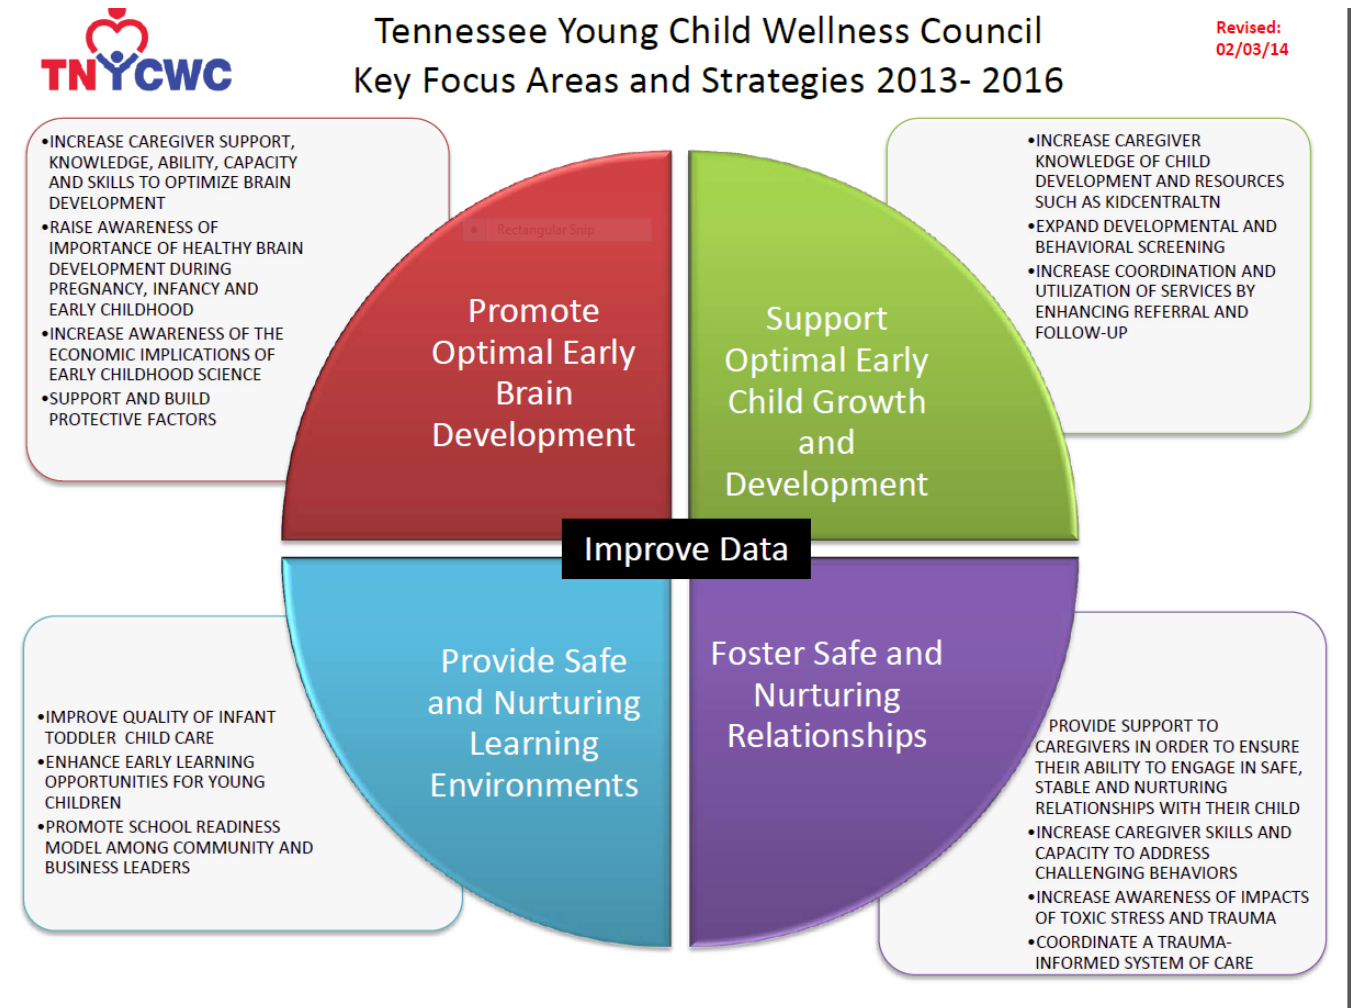 TNYCWC
Tennessee Young Child Wellness Council
Key Focus Areas and Strategies 2013- 2016
Revised:
02/03/14
•INCREASE CAREGIVER SUPPORT,
KNOWLEDGE, ABILITY, CAPACITY
AND SKILLS TO OPTIMIZE BRAIN
DEVELOPMENT
•RAISE AWARENESS OF
IMPORTANCE OF HEALTHY BRAIN
DEVELOPMENT DURING
PREGNANCY, INFANCY AND
EARLY CHILDHOOD
•INCREASE AWARENESS OF THE
ECONOMIC IMPLICATIONS OF
EARLY CHILDHOOD SCIENCE
•SUPPORT AND BUILD
PROTECTIVE FACTORS
Rectangular Snip
Promote
Optimal Early
Brain
Development
Support
Optimal Early
Child Growth
and
Development
•INCREASE CAREGIVER
KNOWLEDGE OF CHILD
DEVELOPMENT AND RESOURCES
SUCH AS KIDCENTRALTN
•EXPAND DEVELOPMENTAL AND
BEHAVIORAL SCREENING
•INCREASE COORDINATION AND
UTILIZATION OF SERVICES BY
ENHANCING REFERRAL AND
FOLLOW-UP
Improve Data
•IMPROVE QUALITY OF INFANT
TODDLER CHILD CARE
•ENHANCE EARLY LEARNING
OPPORTUNITIES FOR YOUNG
CHILDREN
•PROMOTE SCHOOL READINESS
MODEL AMONG COMMUNITY AND
BUSINESS LEADERS
Provide Safe
and Nurturing
Learning
Environments
Foster Safe and
Nurturing
Relationships
PROVIDE SUPPORT TO
CAREGIVERS IN ORDER TO ENSURE
THEIR ABILITY TO ENGAGE IN SAFE,
STABLE AND NURTURING
RELATIONSHIPS WITH THEIR CHILD
•INCREASE CAREGIVER SKILLS AND
CAPACITY TO ADDRESS
CHALLENGING BEHAVIORS
•INCREASE AWARENESS OF IMPACTS
OF TOXIC STRESS AND TRAUMA
•COORDINATE A TRAUMA-
INFORMED SYSTEM OF CARE